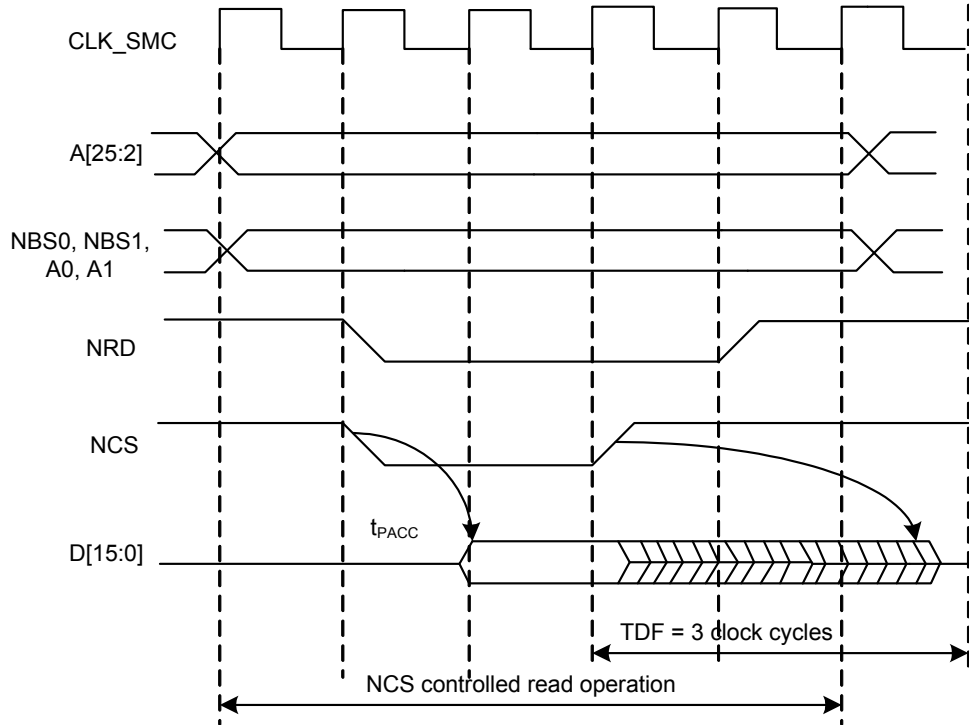 CLK_SMC
A[25:2]
NBS0, NBS1,
A0, A1
NRD
NCS
tPACC
D[15:0]
TDF = 3 clock cycles
NCS controlled read operation